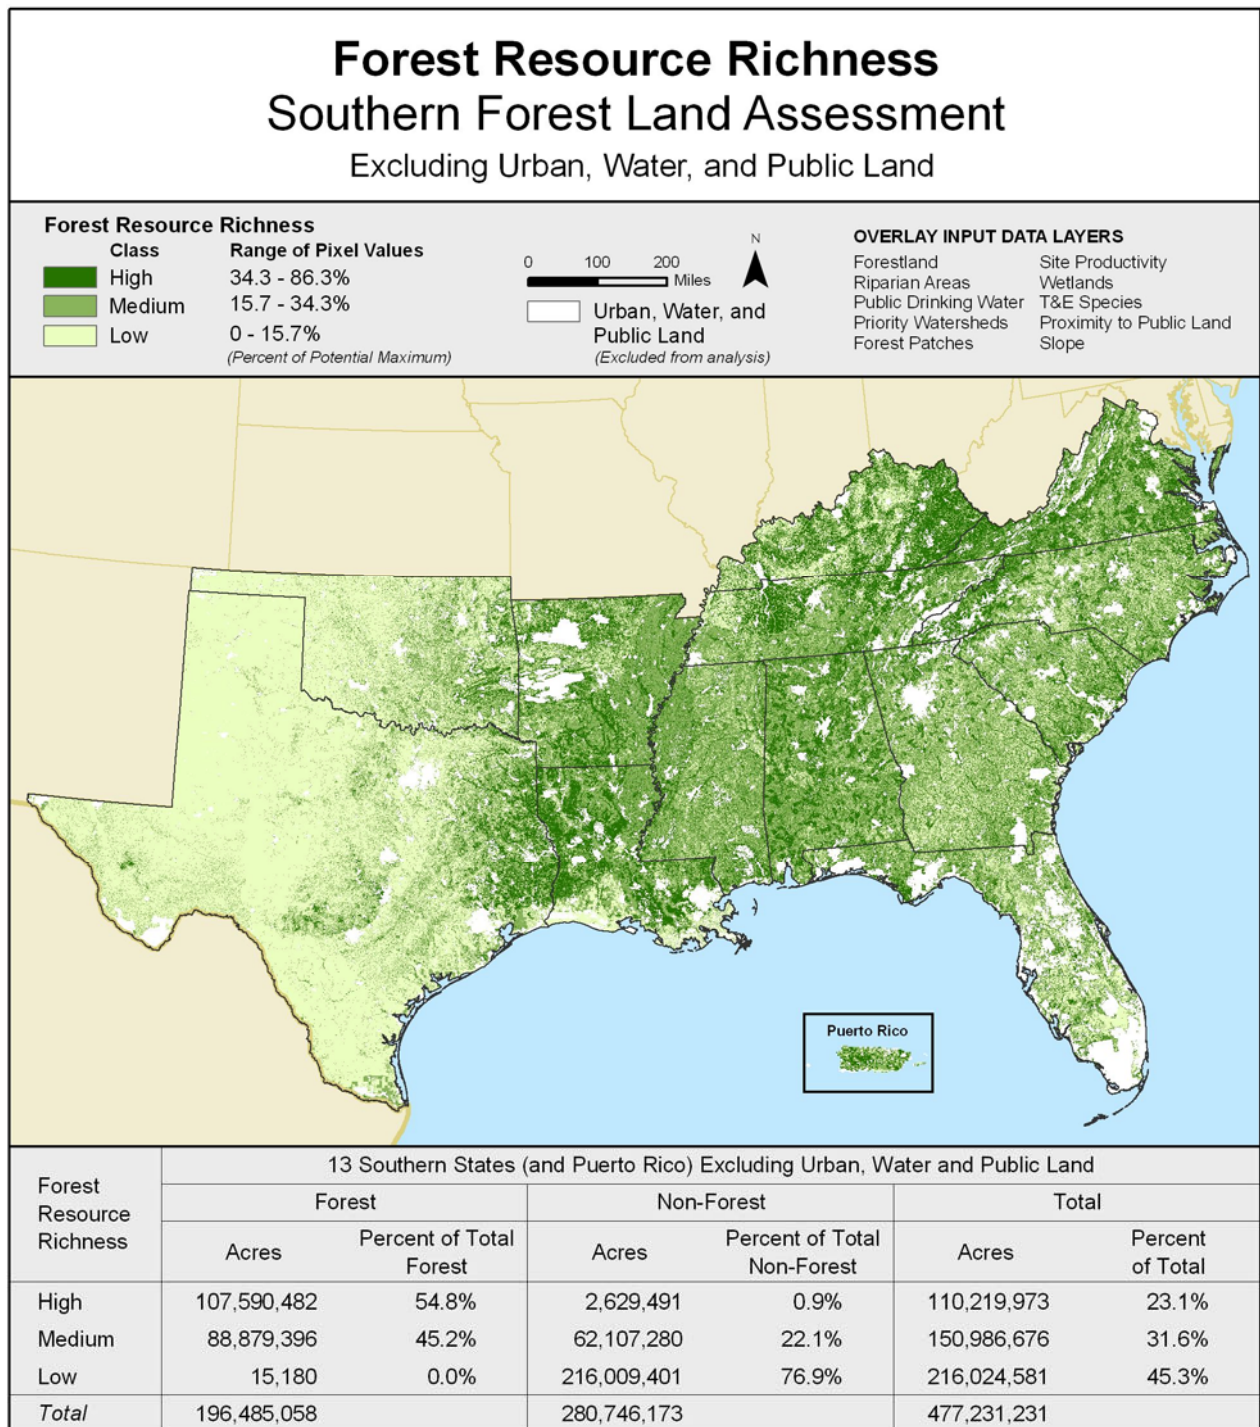 Forest Resource Richness
Southern Forest Land Assessment
Excluding Urban, Water, and Public Land
Forest Resource Richness
Class Range of Pixel Values
High 34.3 - 86.3%
Medium 15.7 - 34.3%
Low 0 - 15.7%
(Percent of Potential Maximum)
N
0 100 200
Miles
Urban, Water, and
Public Land
(Excluded from analysis)
OVERLAY INPUT DATA LAYERS
Forestland Site Productivity
Riparian Areas Wetlands
Public Drinking Water T&E Species
Priority Watersheds Proximity to Public Land
Forest Patches Slope
Puerto Rico
Forest
Resource
Richness
13 Southern States (and Puerto Rico) Excluding Urban, Water and Public Land
Forest Non-Forest Total
Acres Percent of Total
Forest
Acres Percent of Total
Non-Forest
Acres Percent
of Total
High 107,590,482 54.8% 2,629,491 0.9% 110,219,973 23.1%
Medium 88,879,396 45.2% 62,107,280 22.1% 150,986,676 31.6%
Low 15,180 0.0% 216,009,401 76.9% 216,024,581 45.3%
Total 196,485,058 280,746,173 477,231,231